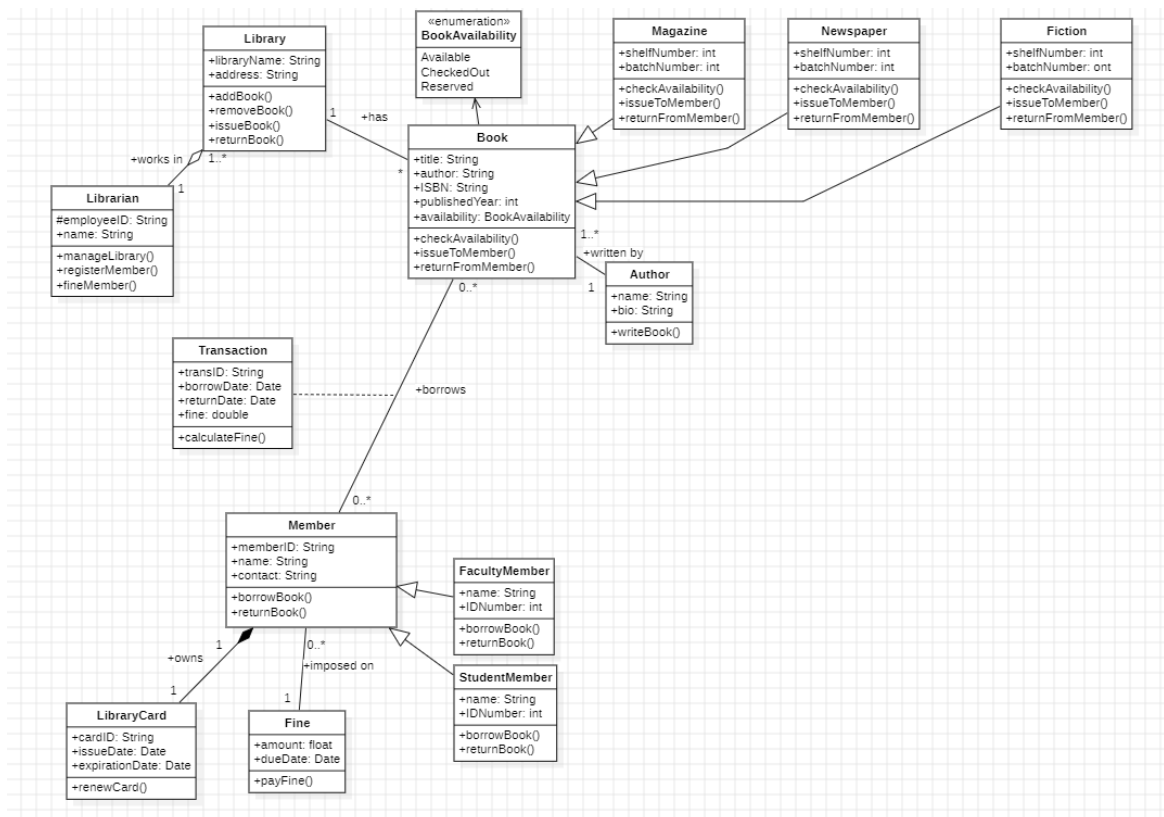 Library
+libraryName: String
+address: String
+addBook()
+removeBook()
+issueBook()
+returnBook()
«enumeration»
BookAvailability
Available
CheckedOut
Reserved
Magazine
+shelfNumber: int
+batchNumber: int
+checkAvailability()
+issueToMember()
+returnFromMember()
Newspaper
+shelfNumber: int
+batchNumber: int
+checkAvailability()
+issueToMember()
+returnFromMember()
Fiction
+shelfNumber: int
+batchNumber: ont
+checkAvailability()
+issueToMember()
+returnFromMember()
1
+has
*
+works in
1..*
1
Book
+title: String
+author: String
+ISBN: String
+publishedYear: int
+availability: BookAvailability
+checkAvailability()
+issueToMember()
+returnFromMember()
Librarian
#employeeID: String
+name: String
+manageLibrary()
+registerMember()
+fineMember()
1..*
+written by
1
Author
+name: String
+bio: String
+writeBook()
0..*
Transaction
+transID: String
+borrowDate: Date
+returnDate: Date
+fine: double
+calculateFine()
+borrows
0..*
Member
+memberID: String
+name: String
+contact: String
+borrowBook()
+returnBook()
FacultyMember
+name: String
+IDNumber: int
+borrowBook()
+returnBook()
1
+owns
1
0..*
+imposed on
1
StudentMember
+name: String
+IDNumber: int
+borrowBook()
+returnBook()
LibraryCard
+cardID: String
+issueDate: Date
+expirationDate: Date
+renewCard()
Fine
+amount: float
+dueDate: Date
+payFine()